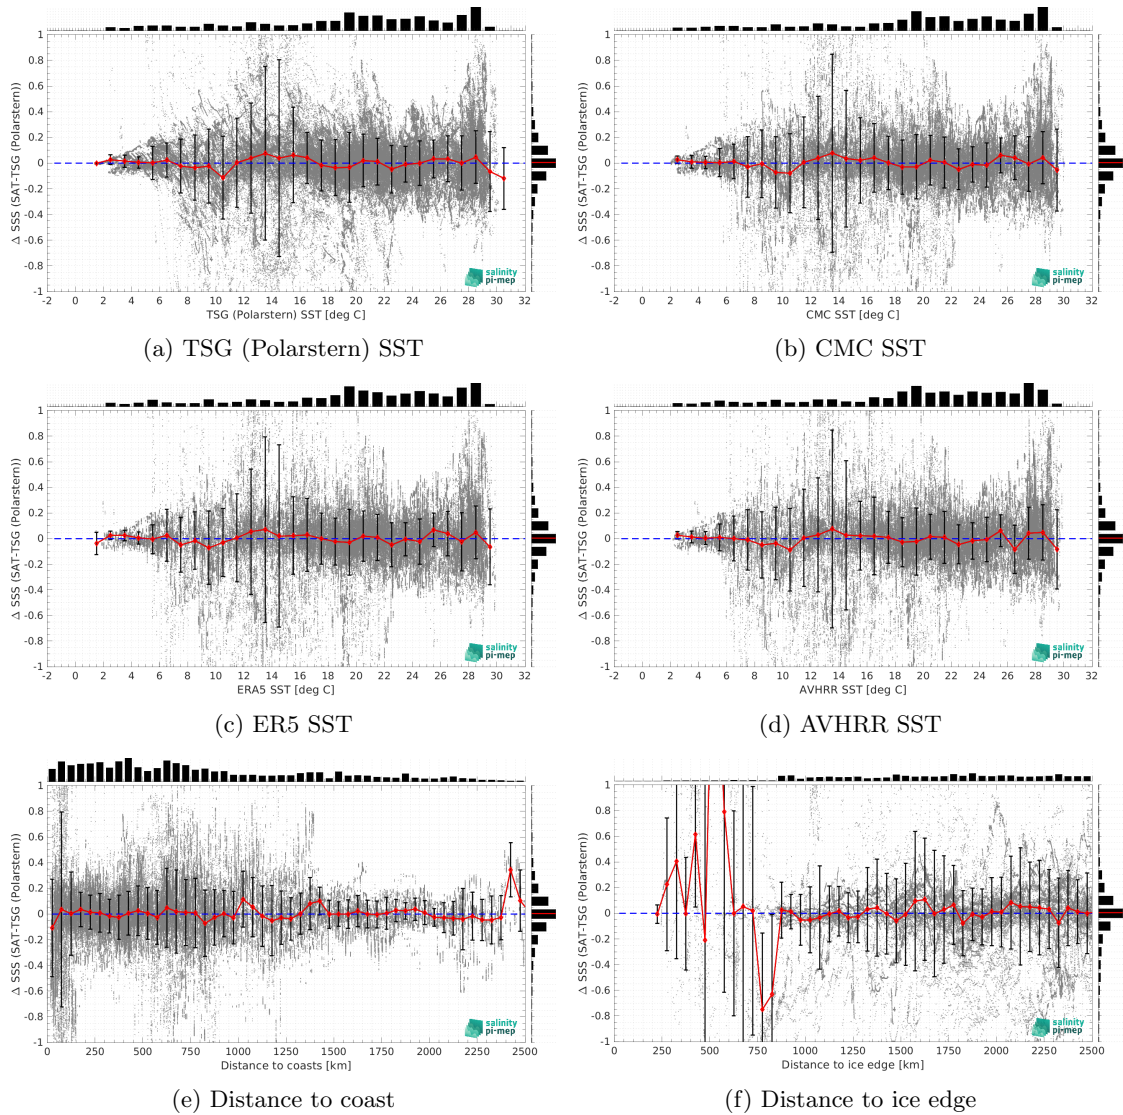 1
0.8
0.6
0.4
0.2
0
-0.2
-0.4
-0.6
-0.8
-1
Δ SSS (SAT-TSG (Polarstern))
salinity
pi-mep
-2 0 2 4 6 8 10 12 14 16 18 20 22 24 26 28 30 32
TSG (Polarstern) SST [deg C]
(a) TSG (Polarstern) SST
1
0.8
0.6
0.4
0.2
0
-0.2
-0.4
-0.6
-0.8
-1
Δ SSS (SAT-TSG (Polarstern))
salinity
pi-mep
-2 0 2 4 6 8 10 12 14 16 18 20 22 24 26 28 30 32
CMC SST [deg C]
(b) CMC SST
1
0.8
0.6
0.4
0.2
0
-0.2
-0.4
-0.6
-0.8
-1
Δ SSS (SAT-TSG (Polarstern))
salinity
pi-mep
-2 0 2 4 6 8 10 12 14 16 18 20 22 24 26 28 30 32
ERA5 SST [deg C]
(c) ER5 SST
1
0.8
0.6
0.4
0.2
0
-0.2
-0.4
-0.6
-0.8
-1
Δ SSS (SAT-TSG (Polarstern))
salinity
pi-mep
-2 0 2 4 6 8 10 12 14 16 18 20 22 24 26 28 30 32
AVHRR SST [deg C]
(d) AVHRR SST
1
0.8
0.6
0.4
0.2
0
-0.2
-0.4
-0.6
-0.8
-1
Δ SSS (SAT-TSG (Polarstern))
salinity
pi-mep
0 250 500 750 1000 1250 1500 1750 2000 2250 2500
Distance to coasts [km]
(e) Distance to coast
1
0.8
0.6
0.4
0.2
0
-0.2
-0.4
-0.6
-0.8
-1
Δ SSS (SAT-TSG (Polarstern))
salinity
pi-mep
0 250 500 750 1000 1250 1500 1750 2000 2250 2500
Distance to ice edge [km]
(f) Distance to ice edge